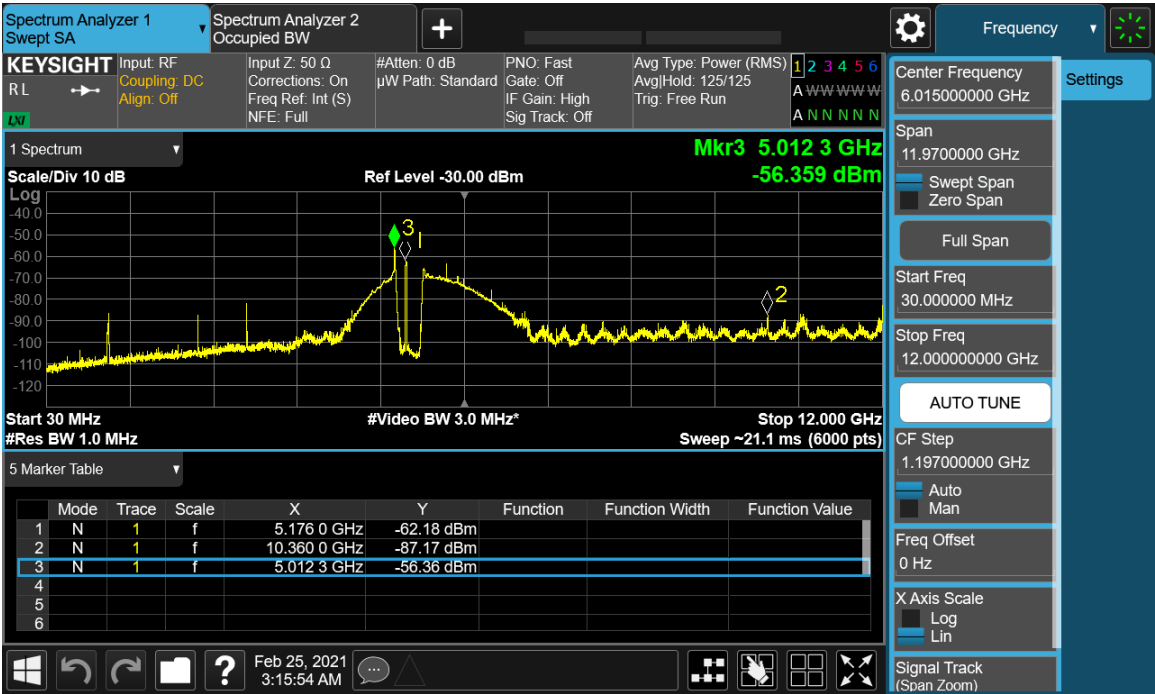 Spectrum Analyzer 1
Swept SA
Spectrum Analyzer 2
Occupied BW
Frequency
KEYSIGHT
RL
LXI
Input: RF
Coupling: DC
Align: Off
Input Z: 50 Ω
Corrections: On
Freq Ref: Int (S)
NFE: Full
#Atten: 0 dB
µW Path: Standard
PNO: Fast
Gate: Off
IF Gain: High
Sig Track: Off
Avg Type: Power (RMS)
Avg|Hold: 125/125
Trig: Free Run
1 2 3 4 5 6
A W W W W W
A N N N N N
Center Frequency
6.015000000 GHz
Settings
1 Spectrum
Mkr3 5.012 3 GHz
-56.359 dBm
Scale/Div 10 dB
Ref Level -30.00 dBm
Log
-40.0
-50.0
-60.0
-70.0
-80.0
-90.0
-100
-110
-120
3
1
2
Start 30 MHz
#Video BW 3.0 MHz*
Stop 12.000 GHz
#Res BW 1.0 MHz
Sweep ~21.1 ms (6000 pts)
Span
11.9700000 GHz
Swept Span
Zero Span
Full Span
Start Freq
30.000000 MHz
Stop Freq
12.000000000 GHz
AUTO TUNE
CF Step
1.197000000 GHz
Auto
Man
Freq Offset
0 Hz
X Axis Scale
Log
Lin
Signal Track
(Span Zoom)
5 Marker Table
Mode Trace Scale X Y Function Function Width Function Value
1 N 1 f 5.176 0 GHz -62.18 dBm
2 N 1 f 10.360 0 GHz -87.17 dBm
3 N 1 f 5.012 3 GHz -56.36 dBm
4
5
6
?
Feb 25, 2021
3:15:54 AM